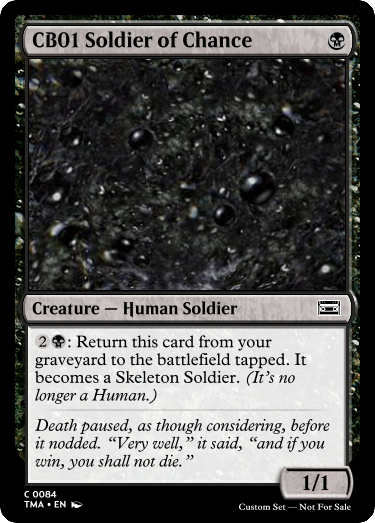 CB01 Soldier of Chance
Creature — Human Soldier
2 : Return this card from your
graveyard to the battlefield tapped. It
becomes a Skeleton Soldier. (It's no
longer a Human.)
Death paused, as though considering, before
it nodded. “Very well,” it said, “and if you
win, you shall not die.”
1/1
C 0084
TMA • EN
Custom Set — Not For Sale